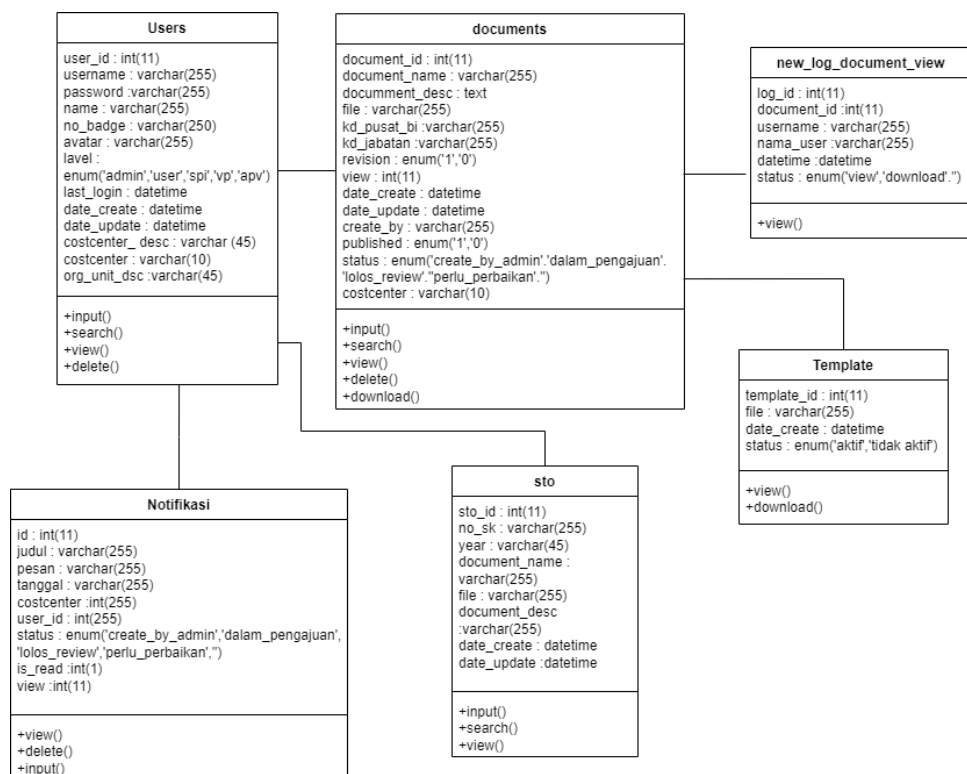 Users
user_id : int(11)
username : varchar(255)
password :varchar(255)
name : varchar(255)
no_badge : varchar(250)
avatar : varchar(255)
lavel :
enum('admin','user','spi','vp','apv')
last_login : datetime
date_create : datetime
date_update : datetime
costcenter_ desc : varchar (45)
costcenter : varchar(10)
org_unit_dsc :varchar(45)
+input()
+search()
+view()
+delete()
documents
document_id : int(11)
document_name : varchar(255)
documment_desc : text
file : varchar(255)
kd_pusat_bi :varchar(255)
kd_jabatan :varchar(255)
revision : enum('1','0')
view : int(11)
date_create : datetime
date_update : datetime
create_by : varchar(255)
published : enum('1','0')
status : enum('create_by_admin'.'dalam_pengajuan'.
'lolos_review'."perlu_perbaikan'.'')
costcenter : varchar(10)
+input()
+search()
+view()
+delete()
+download()
new_log_document_view
log_id : int(11)
document_id :int(11)
username : varchar(255)
nama_user :varchar(255)
datetime :datetime
status : enum('view','download'.'')
+view()
Template
template_id : int(11)
file : varchar(255)
date_create : datetime
status : enum('aktif','tidak aktif')
+view()
+download()
Notifikasi
id : int(11)
judul : varchar(255)
pesan : varchar(255)
tanggal : varchar(255)
costcenter :int(255)
user_id : int(255)
status : enum('create_by_admin','dalam_pengajuan',
'lolos_review','perlu_perbaikan','')
is_read :int(1)
view :int(11)
+view()
+delete()
+input()
sto
sto_id : int(11)
no_sk : varchar(255)
year : varchar(45)
document_name :
varchar(255)
file : varchar(255)
document_desc
:varchar(255)
date_create : datetime
date_update :datetime
+input()
+search()
+view()